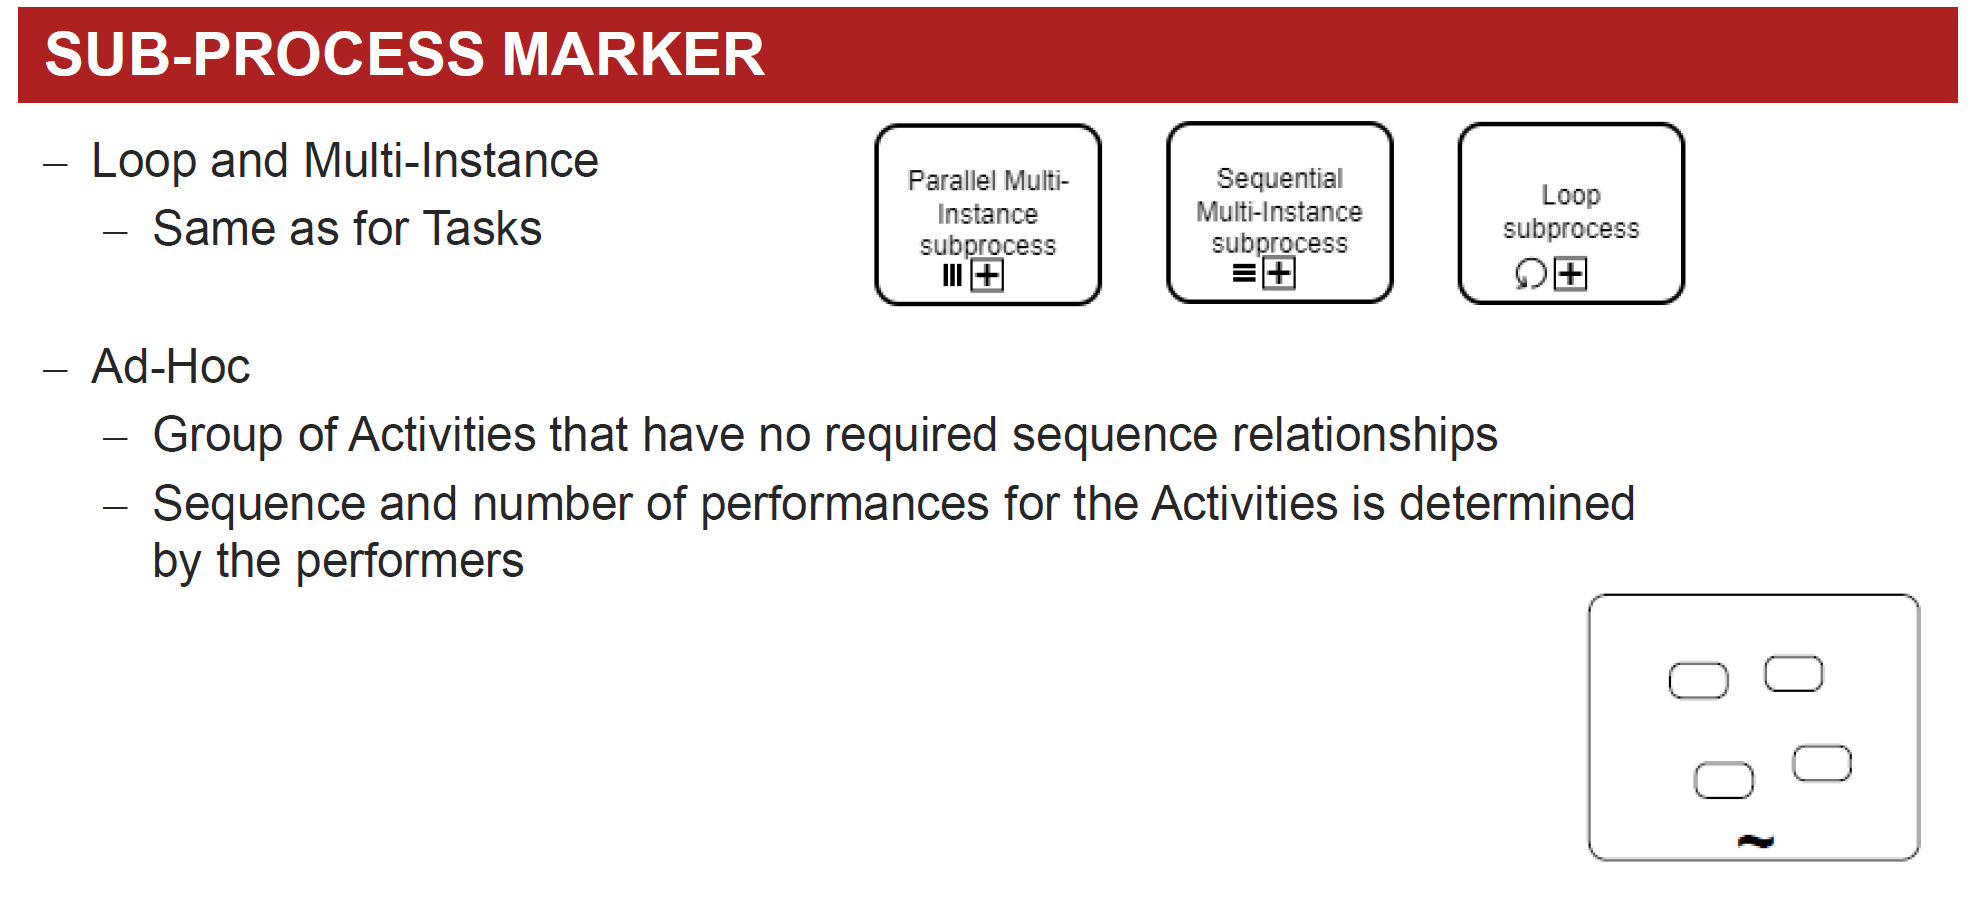 SUB-PROCESS MARKER
– Loop and Multi-Instance
– Same as for Tasks
Parallel Multi-
Instance
subprocess
Sequential
Multi-Instance
subprocess
Loop
subprocess
– Ad-Hoc
– Group of Activities that have no required sequence relationships
– Sequence and number of performances for the Activities is determined
by the performers
~